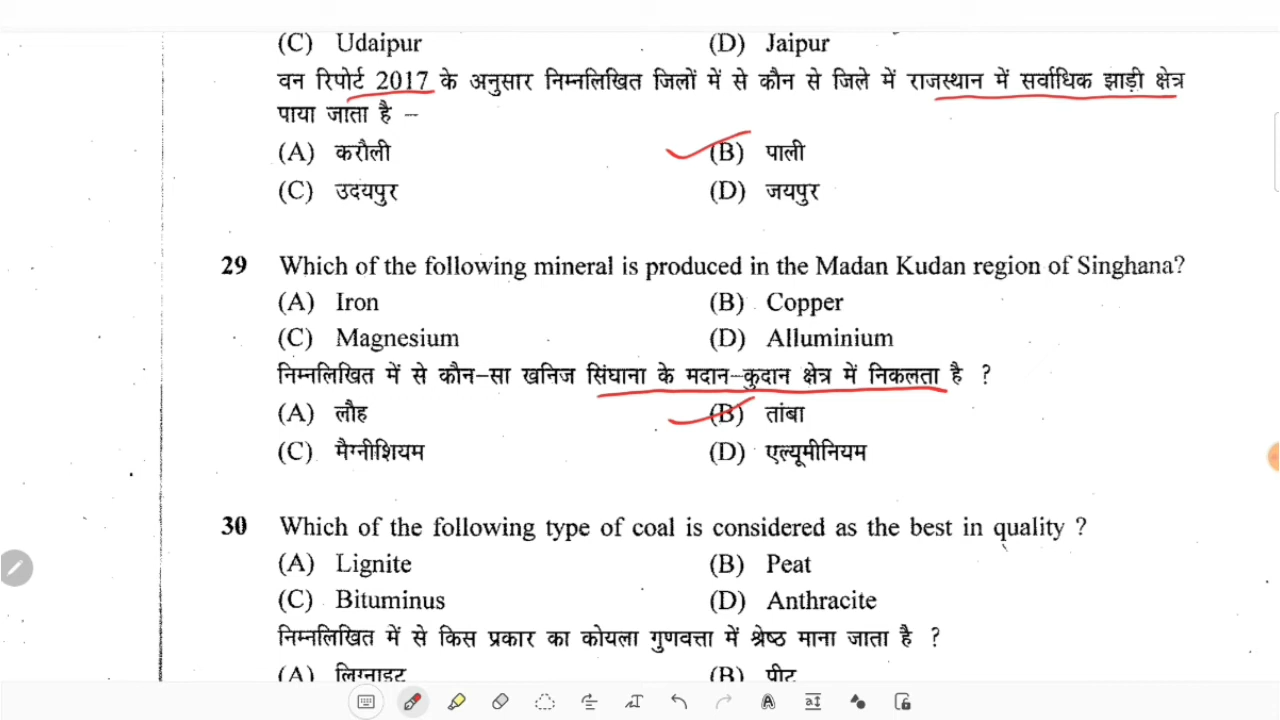 (C) Udaipur (D) Jaipur
वन रिपोर्ट 2017 के अनुसार निम्नलिखित जिलों में से कौन से जिले में राजस्थान में सर्वाधिक झाड़ी क्षेत्र
पाया जाता है –
(A) करौली (B) पाली
(C) उदयपुर (D) जयपुर
29 Which of the following mineral is produced in the Madan Kudan region of Singhana?
(A) Iron (B) Copper
(C) Magnesium (D) Alluminium
निम्नलिखित में से कौन-सा खनिज सिंघाना के मदान-कुदान क्षेत्र में निकलता है ?
(A) लौह (B) तांबा
(C) मैग्नीशियम (D) एल्यूमीनियम
30 Which of the following type of coal is considered as the best in quality ?
(A) Lignite (B) Peat
(C) Bituminus (D) Anthracite
निम्नलिखित में से किस प्रकार का कोयला गुणवत्ता में श्रेष्ठ माना जाता है ?
(A) लिग्नाइट (B) पीट